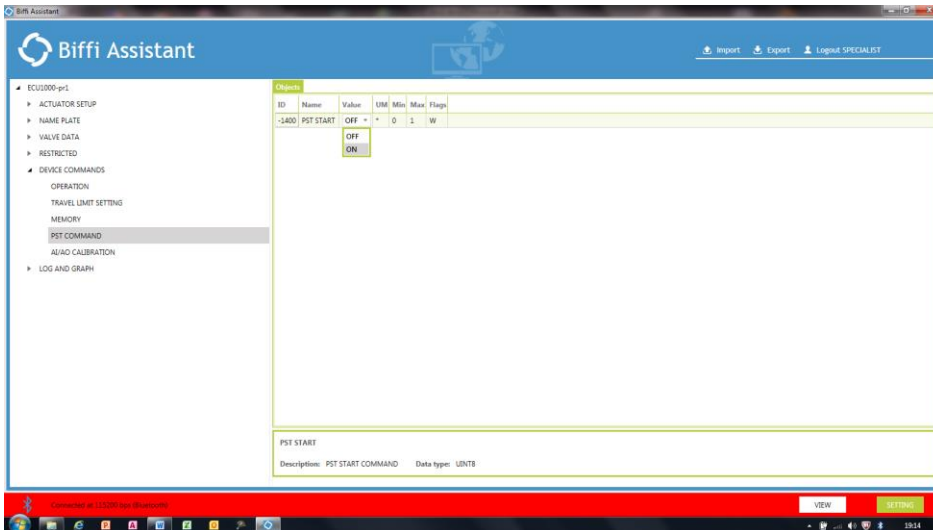 Biffi Assistant
Biffi Assistant
Import Export Logout SPECIALIST
ECU1000-pr1
ACTUATOR SETUP
NAME PLATE
VALVE DATA
RESTRICTED
DEVICE COMMANDS
OPERATION
TRAVEL LIMIT SETTING
MEMORY
PST COMMAND
AI/AO CALIBRATION
LOG AND GRAPH
Objects
ID Name Value UM Min Max Flags
-1400 PST START OFF * 0 1 W
OFF
ON
PST START
Description: PST START COMMAND Data type: UINT8
Connected at 115200 bps (Bluetooth)
VIEW SETTING
19:14